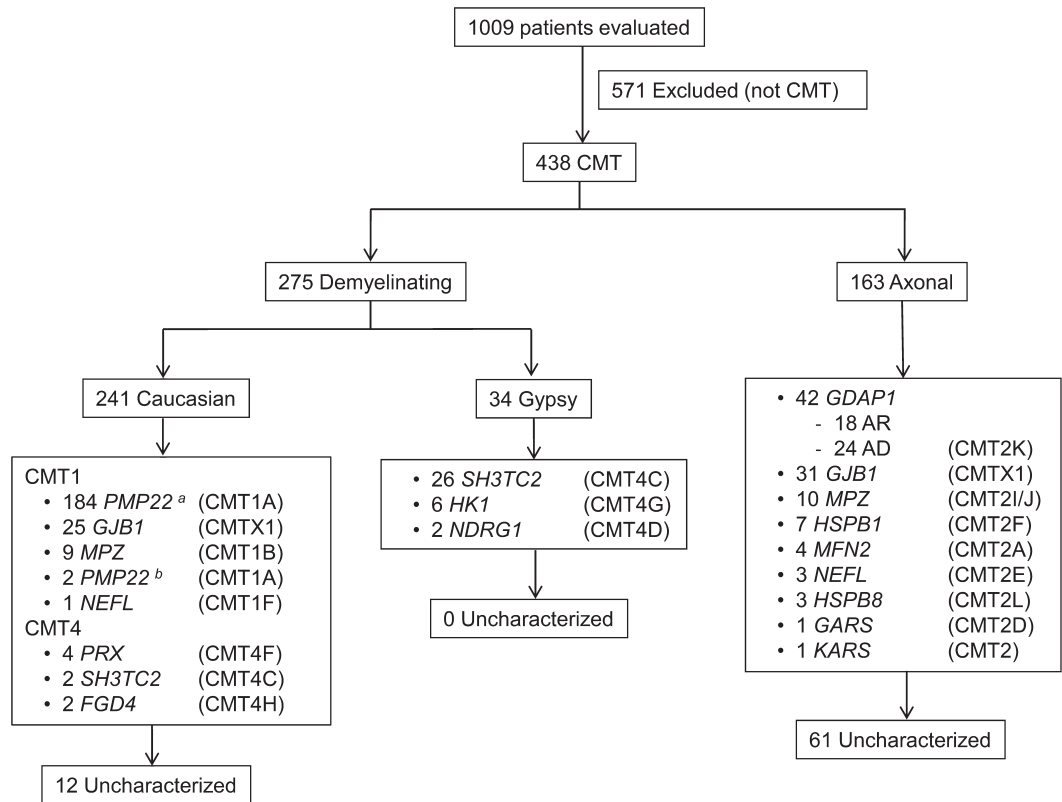 1009 patients evaluated
571 Excluded (not CMT)
438 CMT
275 Demyelinating
163 Axonal
241 Caucasian
34 Gypsy
CMT1
• 184 PMP22 a (CMT1A)
• 25 GJB1 (CMTX1)
• 9 MPZ (CMT1B)
• 2 PMP22 b (CMT1A)
• 1 NEFL (CMT1F)
CMT4
• 4 PRX (CMT4F)
• 2 SH3TC2 (CMT4C)
• 2 FGD4 (CMT4H)
12 Uncharacterized
• 26 SH3TC2 (CMT4C)
• 6 HK1 (CMT4G)
• 2 NDRG1 (CMT4D)
0 Uncharacterized
• 42 GDAP1
- 18 AR
- 24 AD (CMT2K)
• 31 GJB1 (CMTX1)
• 10 MPZ (CMT2I/J)
• 7 HSPB1 (CMT2F)
• 4 MFN2 (CMT2A)
• 3 NEFL (CMT2E)
• 3 HSPB8 (CMT2L)
• 1 GARS (CMT2D)
• 1 KARS (CMT2)
61 Uncharacterized